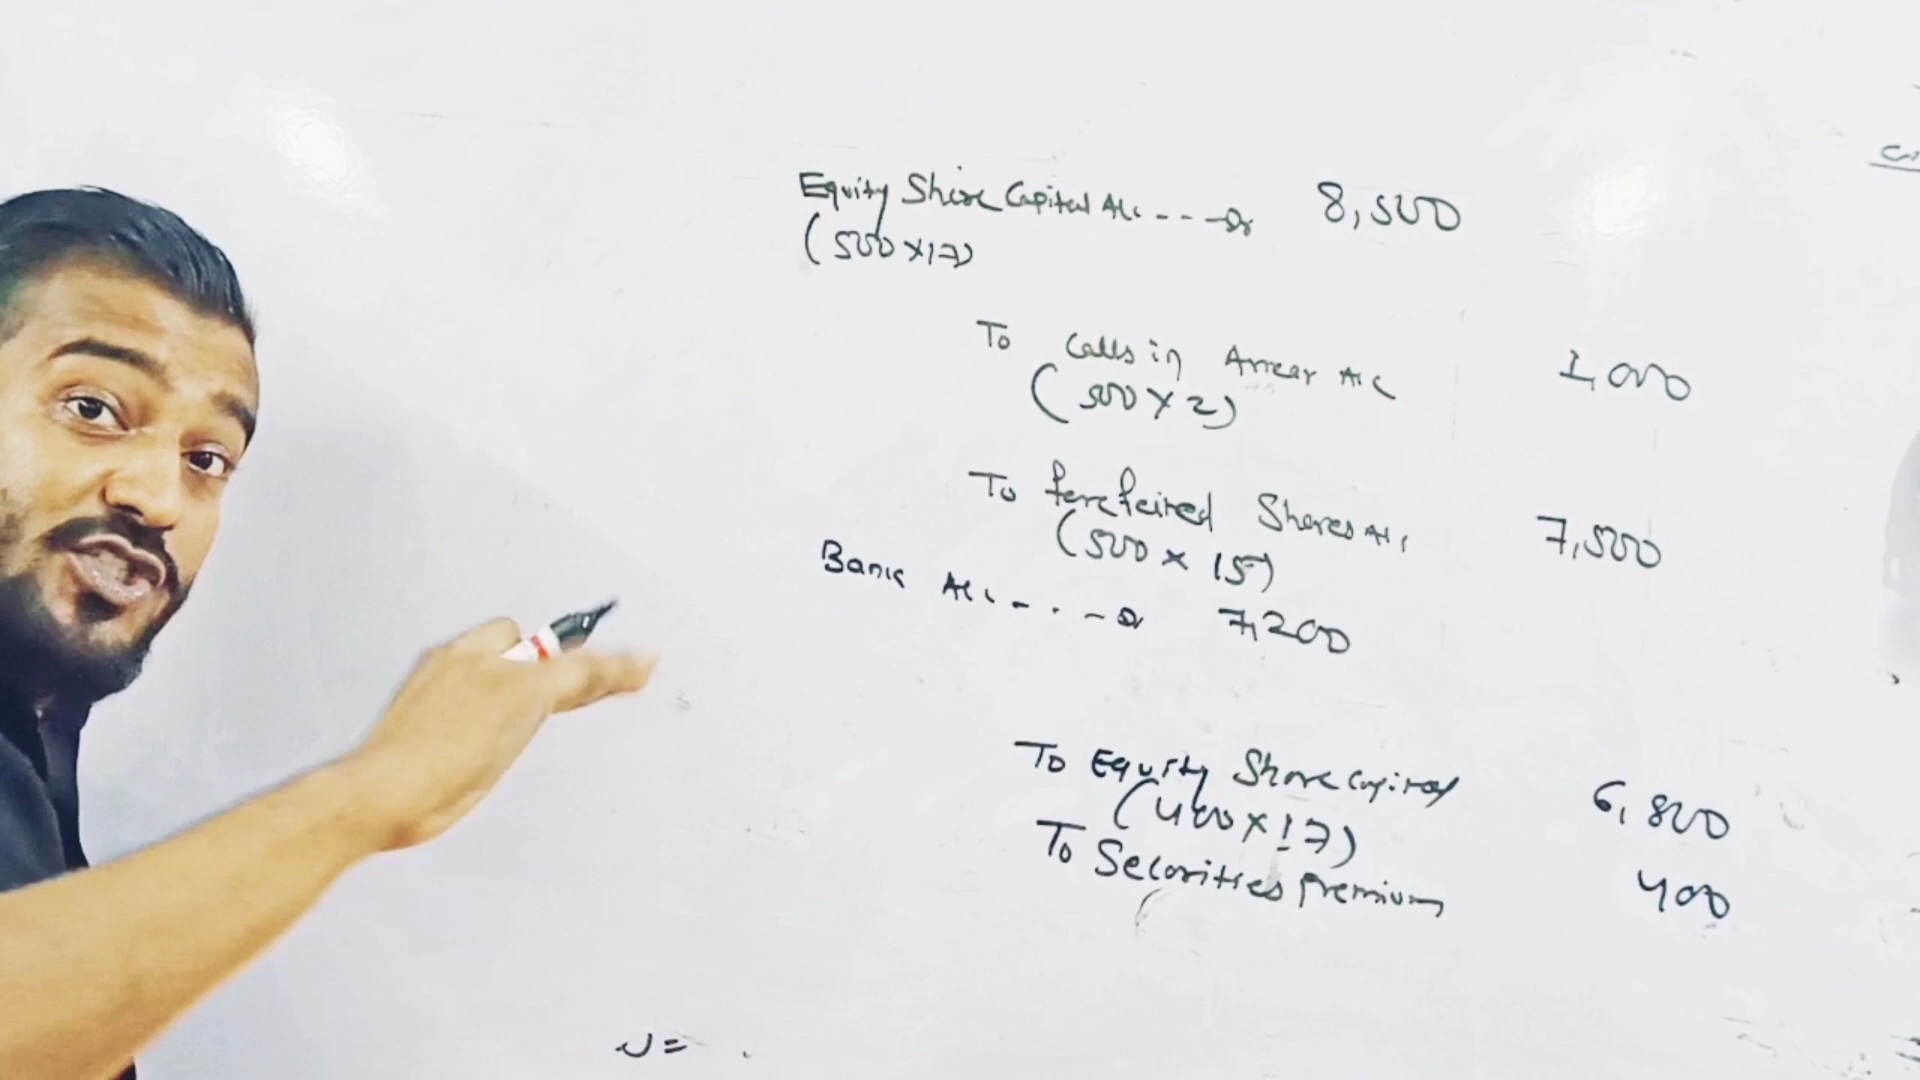 Equity Share Capital A/c - - - Dr 8,500
(500 x 17)
To Calls in Arrear A/c 1,000
(500 x 2)
To forefeired Shares A/c 7,500
(500 x 15)
Bank A/c - - - Dr 7,200
To Equity Share capital 6,800
(400 x 17)
To Securities Premium 400